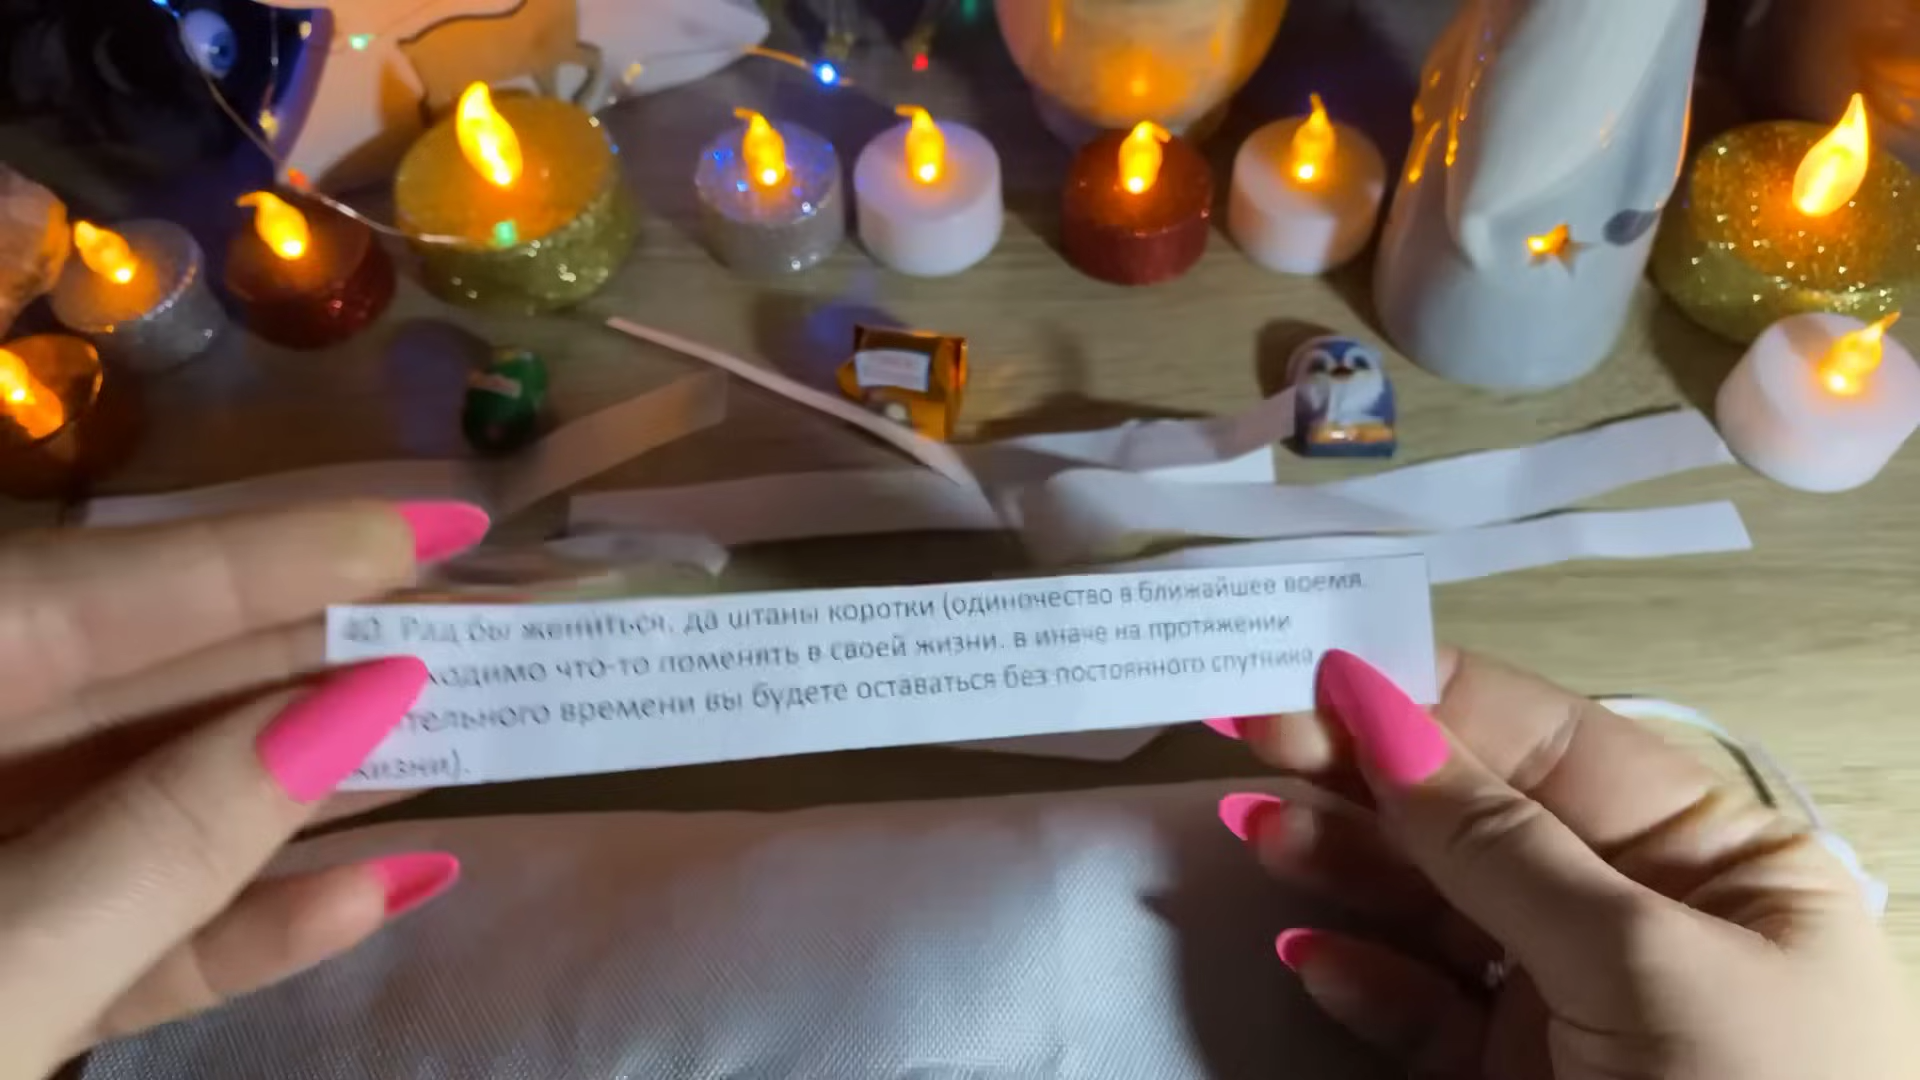 40. Рад бы жениться, да штаны коротки (одиночество в ближайшее время.
ходимо что-то поменять в своей жизни, в иначе на протяжении
тельного времени вы будете оставаться без постоянного спутника
жизни).